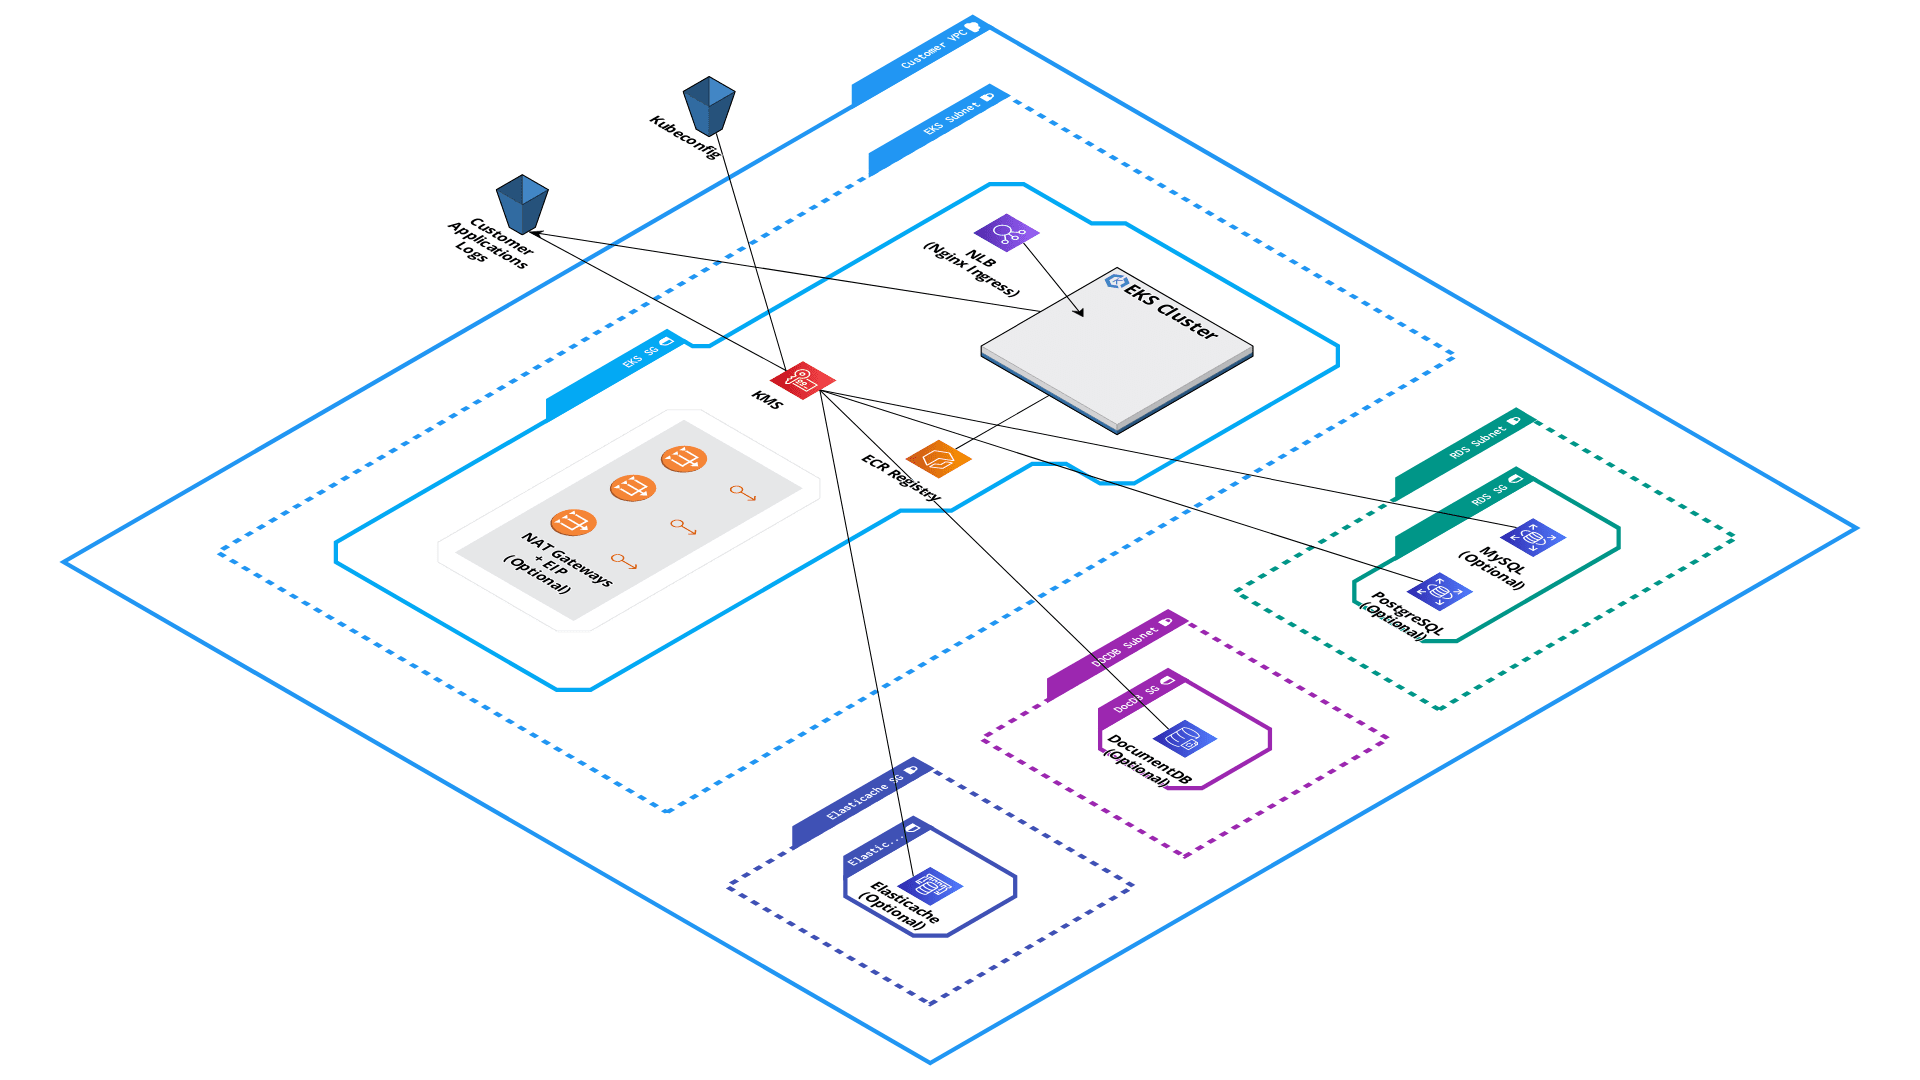 Customer VPC
EKS Subnet
Kubeconfig
Customer
Applications
Logs
NLB
(Nginx Ingress)
EKS Cluster
EKS SG
KMS
ECR Registry
NAT Gateways
+ EIP
(Optional)
RDS Subnet
RDS SG
MySQL
(Optional)
PostgreSQL
(Optional)
DOCDB Subnet
DocDB SG
DocumentDB
(Optional)
Elasticache SG
Elastic...
Elasticache
(Optional)